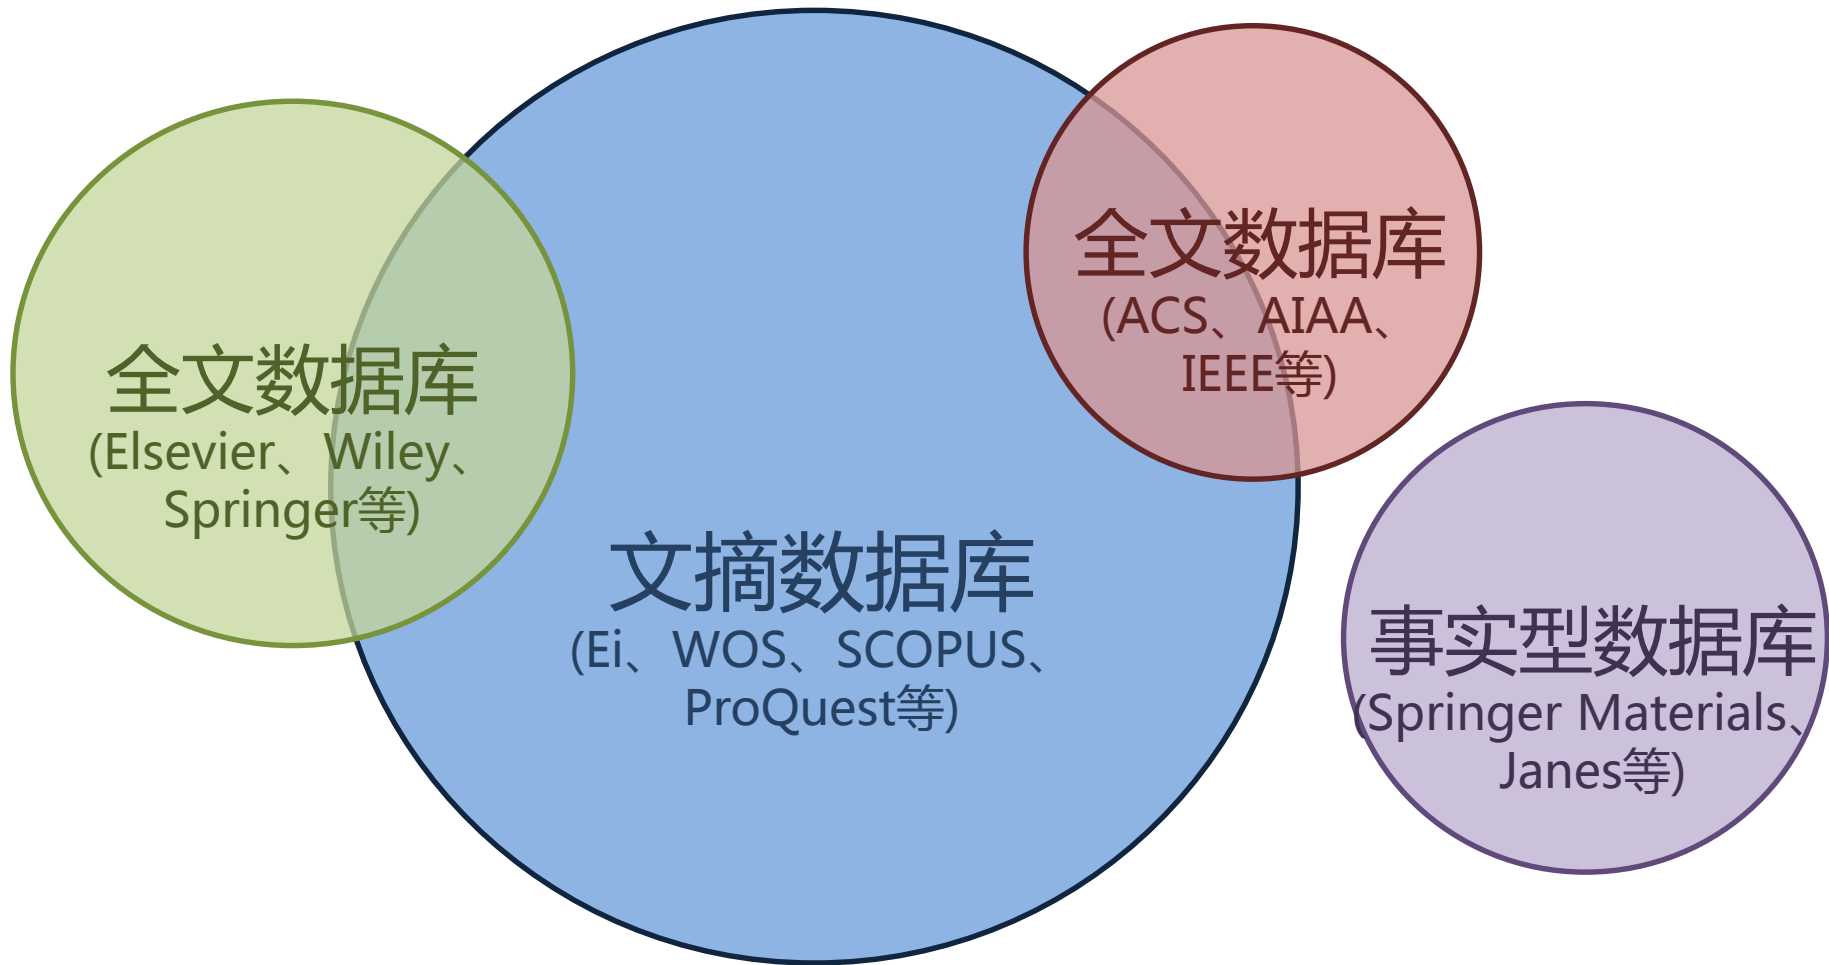 全文数据库
(Elsevier、Wiley、
Springer等)
文摘数据库
(Ei、WOS、SCOPUS、
ProQuest等)
全文数据库
(ACS、AIAA、
IEEE等)
事实型数据库
(Springer Materials、
Janes等)